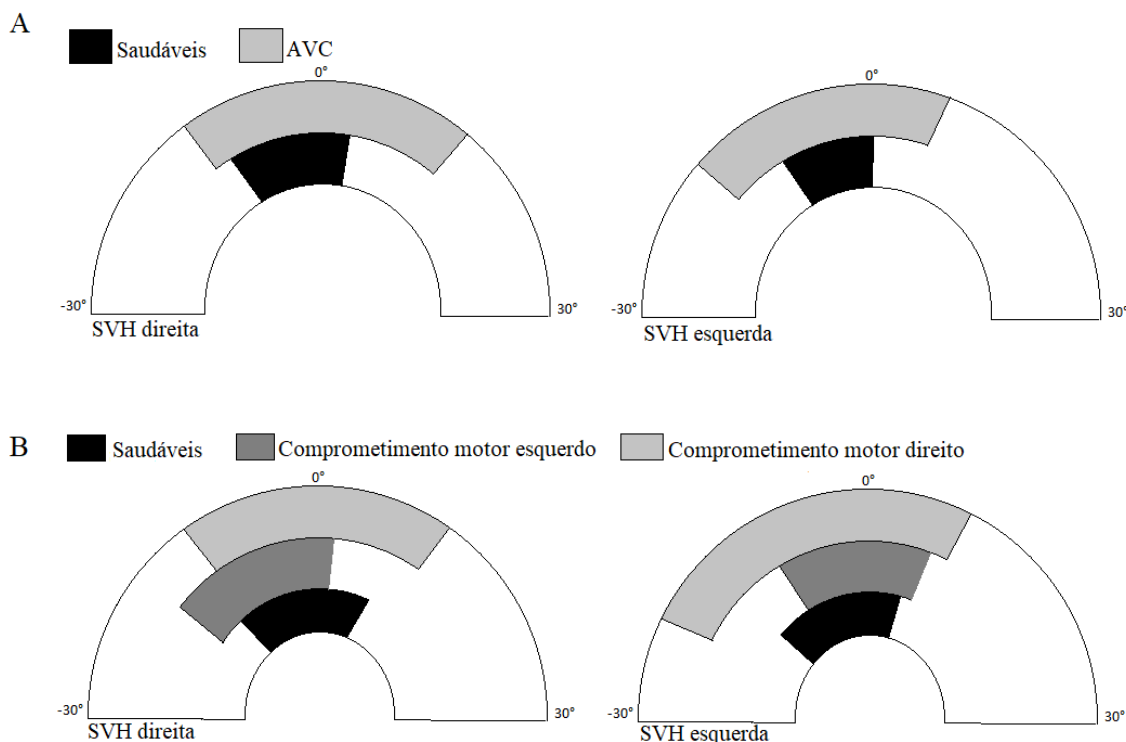 A
Saudáveis AVC
0° 0°
-30° 30° -30° 30°
SVH direita SVH esquerda
B Saudáveis Comprometimento motor esquerdo Comprometimento motor direito
0° 0°
-30° 30° -30° 30°
SVH direita SVH esquerda